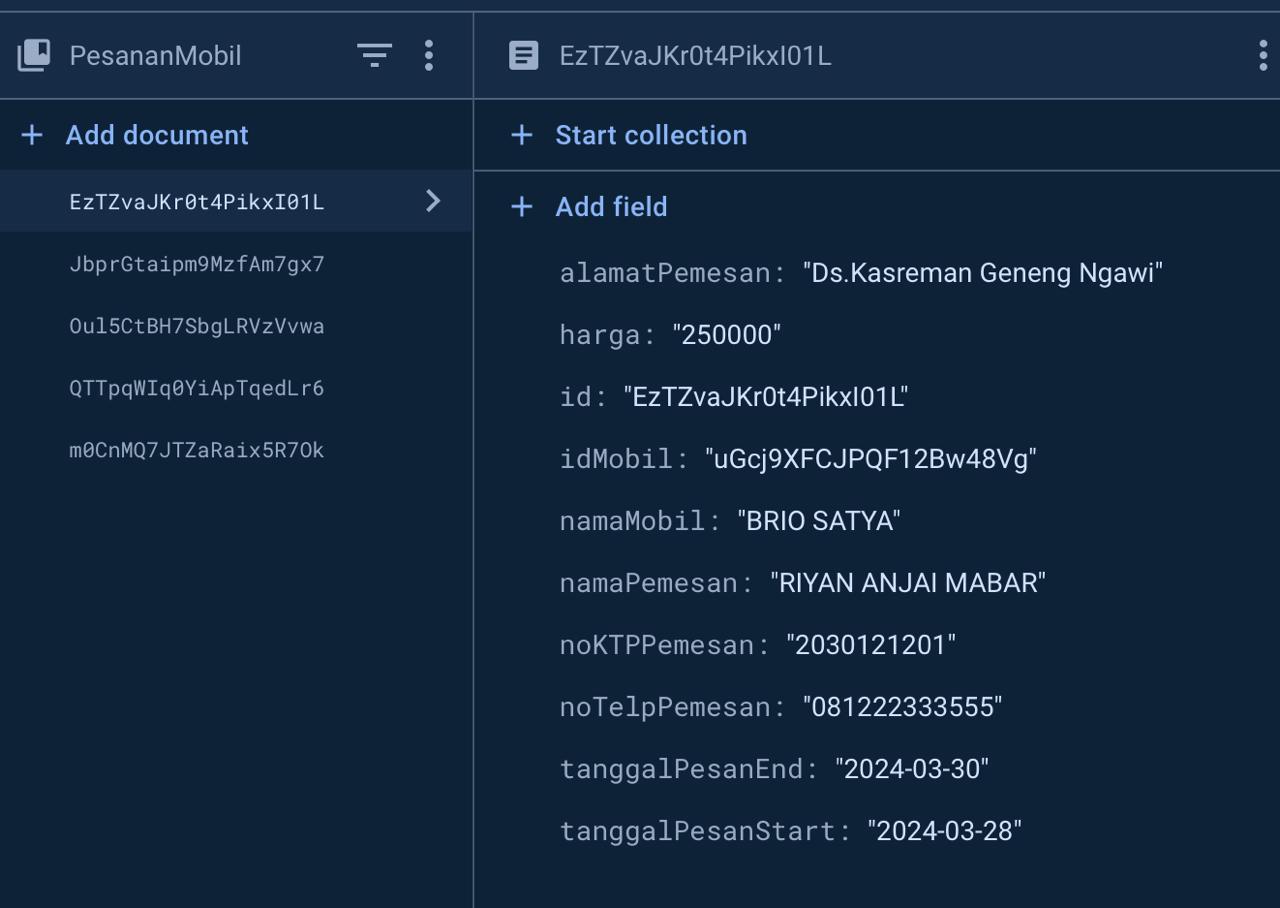 PesananMobil
Add document
EzTZvaJKr0t4PikxI01L
JbprGtaipm9MzfAm7gx7
Oul5CtBH7SbgLRVzVvwa
QTTpqWIq0YiApTqedLr6
m0CnMQ7JTZaRaix5R7Ok
EzTZvaJKr0t4PikxI01L
Start collection
Add field
alamatPemesan: "Ds.Kasreman Geneng Ngawi"
harga: "250000"
id: "EzTZvaJKr0t4PikxI01L"
idMobil: "uGcj9XFCJPQF12Bw48Vg"
namaMobil: "BRIO SATYA"
namaPemesan: "RIYAN ANJAI MABAR"
noKTPPemesan: "2030121201"
noTelpPemesan: "081222333555"
tanggalPesanEnd: "2024-03-30"
tanggalPesanStart: "2024-03-28"